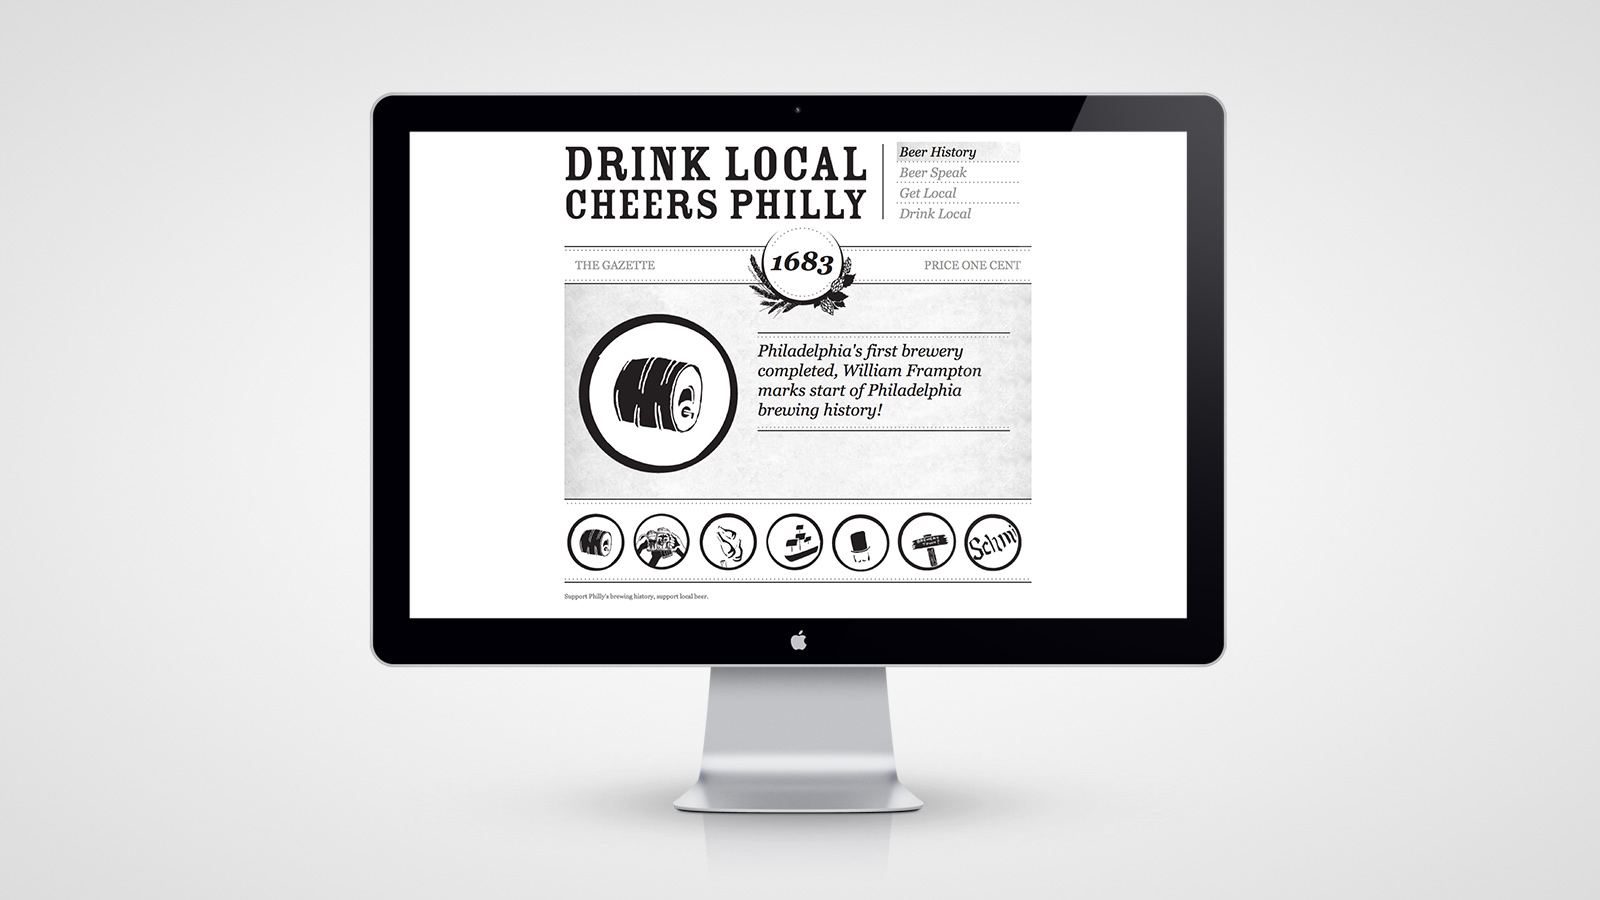 DRINK LOCAL
CHEERS PHILLY
Beer History
Beer Speak
Get Local
Drink Local
THE GAZETTE
1683
PRICE ONE CENT
Philadelphia's first brewery
completed, William Frampton
marks start of Philadelphia
brewing history!
Schmi
Support Philly's brewing history, support local beer.